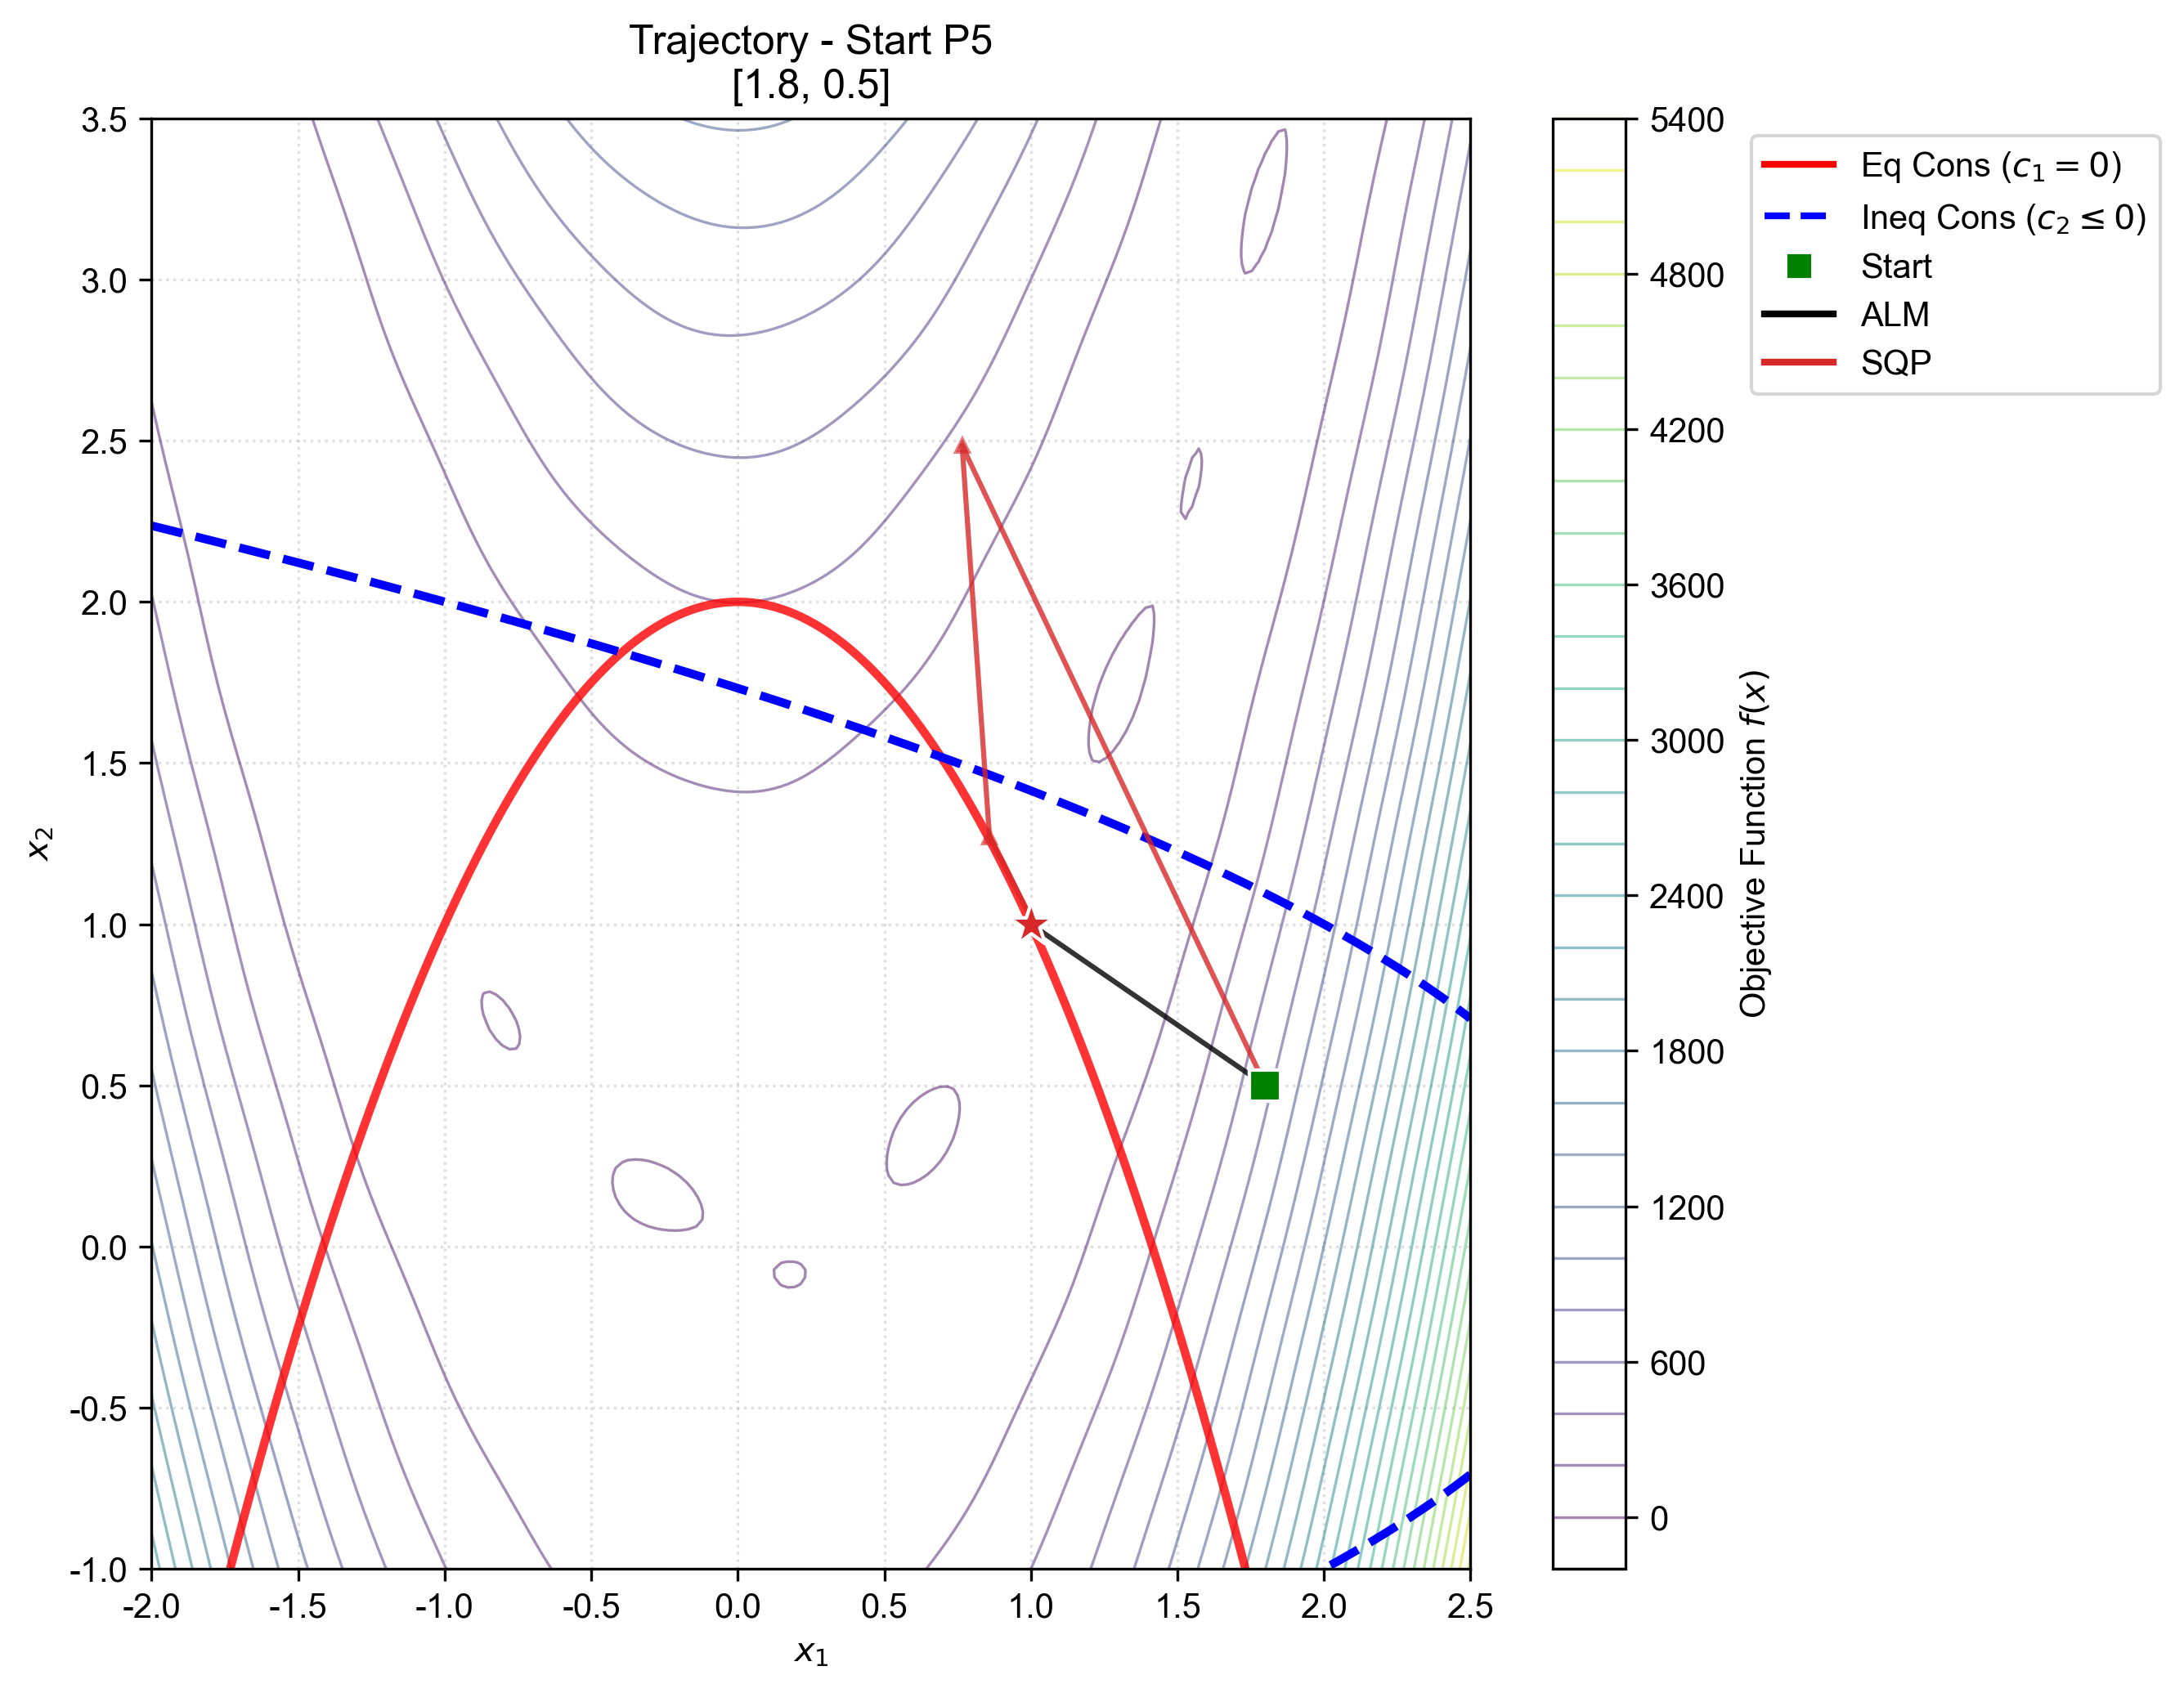 Trajectory - Start P5
[1.8, 0.5]
3.5
3.0
2.5
2.0
1.5
1.0
0.5
0.0
-0.5
-1.0
x₂
-2.0 -1.5 -1.0 -0.5 0.0 0.5 1.0 1.5 2.0 2.5
x₁
5400
4800
4200
3600
3000
2400
1800
1200
600
0
Objective Function f(x)
Eq Cons (c₁ = 0)
Ineq Cons (c₂ ≤ 0)
Start
ALM
SQP